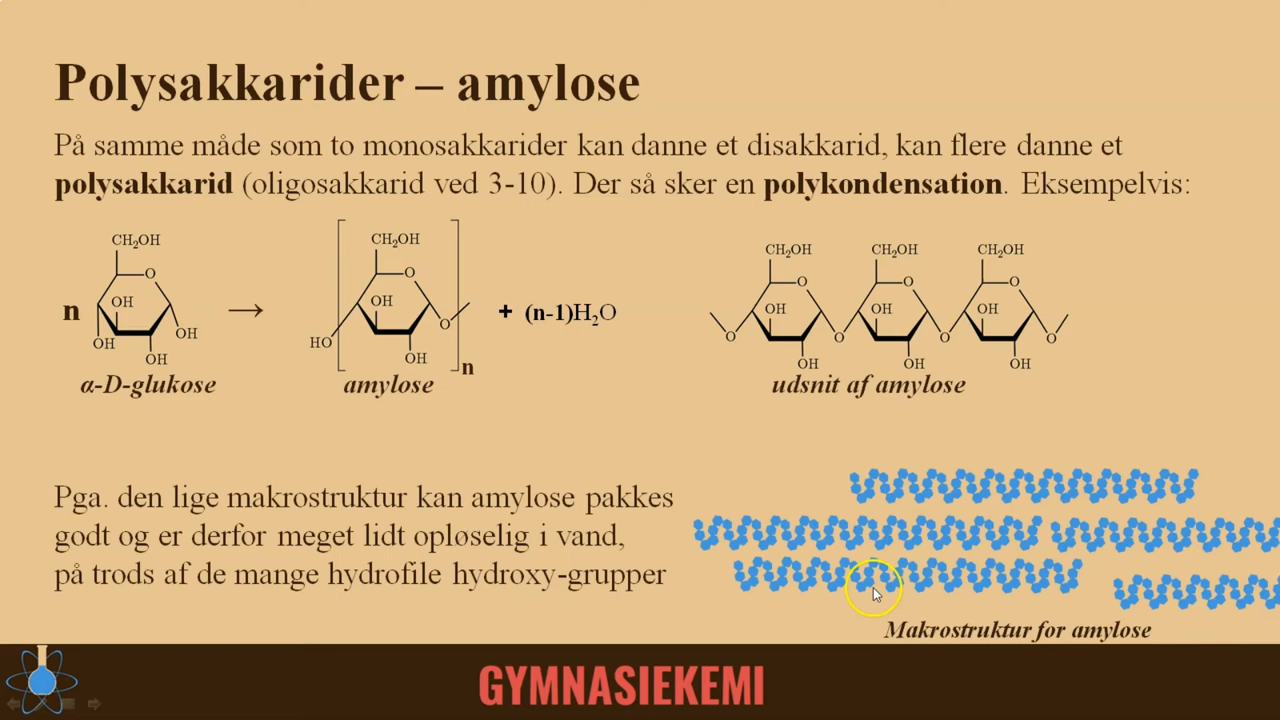 Polysakkarider – amylose
På samme måde som to monosakkarider kan danne et disakkarid, kan flere danne et
polysakkarid (oligosakkarid ved 3-10). Der så sker en polykondensation. Eksempelvis:
CH₂OH
O
OH
n
OH
OH
OH
→
α-D-glukose
CH₂OH
O
OH
HO
O
OH
n
amylose
+ (n-1)H₂O
CH₂OH CH₂OH CH₂OH
O O O
OH OH OH
O O O O
OH OH OH
udsnit af amylose
Pga. den lige makrostruktur kan amylose pakkes
godt og er derfor meget lidt opløselig i vand,
på trods af de mange hydrofile hydroxy-grupper
Makrostruktur for amylose
GYMNASIEKEMI